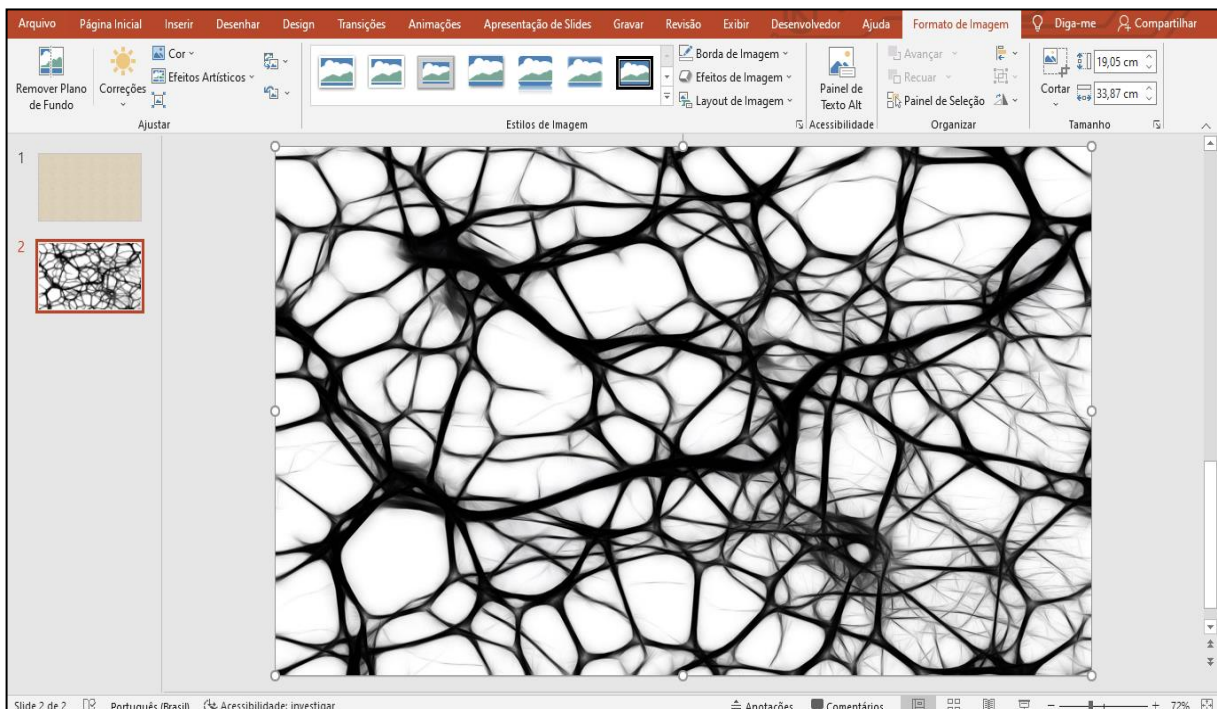 Arquivo Página Inicial Inserir Desenhar Design Transições Animações Apresentação de Slides Gravar Revisão Exibir Desenvolvedor Ajuda Formato de Imagem Diga-me Compartilhar
Remover Plano de Fundo
Correções
Cor
Efeitos Artísticos
Ajustar
Estilos de Imagem
Borda de Imagem
Efeitos de Imagem
Layout de Imagem
Painel de Texto Alt
Acessibilidade
Avançar
Recuar
Painel de Seleção
Organizar
Cortar
19,05 cm
33,87 cm
Tamanho
1
2
Slide 2 de 2 Português (Brasil) Acessibilidade: investigar Anotações Comentários 72%